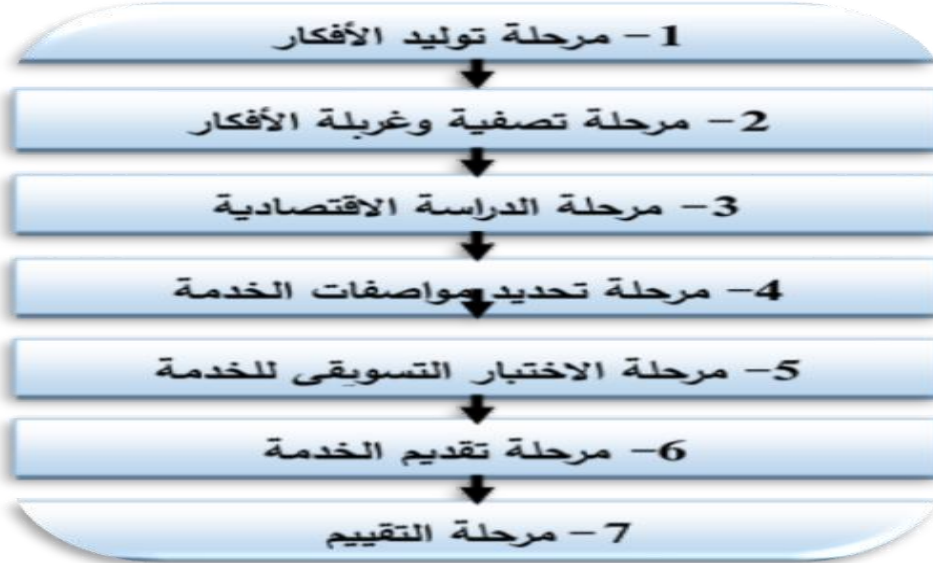 1- مرحلة توليد الأفكار
2- مرحلة تصفية وغربلة الأفكار
3- مرحلة الدراسة الاقتصادية
4- مرحلة تحديد مواصفات الخدمة
5- مرحلة الاختبار التسويقى للخدمة
6- مرحلة تقديم الخدمة
7- مرحلة التقييم